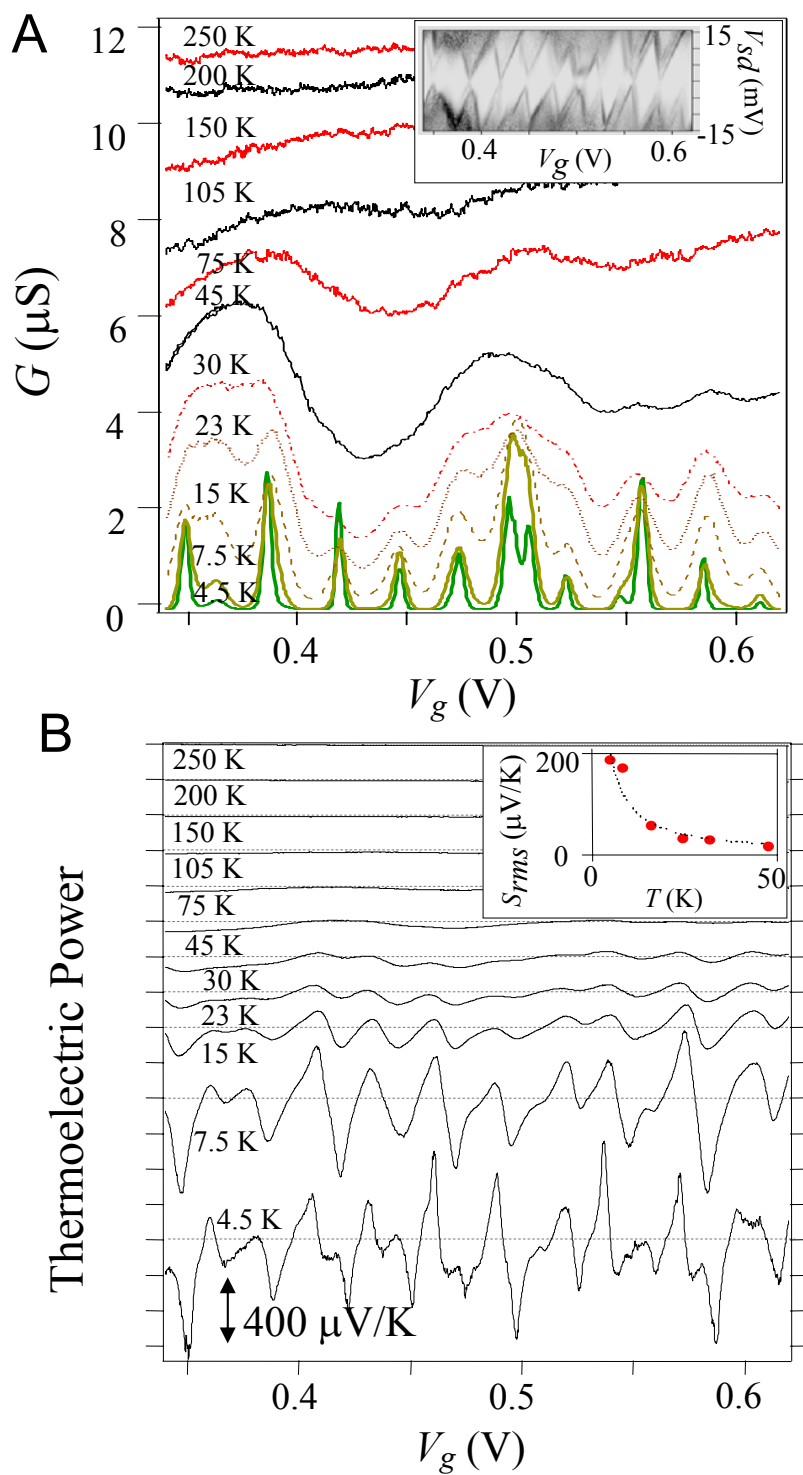 A
12
10
8
6
4
2
0
G (μS)
250 K
200 K
150 K
105 K
75 K
45 K
30 K
23 K
15 K
7.5 K
4.5 K
15
-15
Vsd (mV)
0.4
0.6
Vg (V)
0.4
0.5
0.6
Vg (V)
B
Thermoelectric Power
250 K
200 K
150 K
105 K
75 K
45 K
30 K
23 K
15 K
7.5 K
4.5 K
400 μV/K
200
0
Srms (μV/K)
0
50
T (K)
0.4
0.5
0.6
Vg (V)